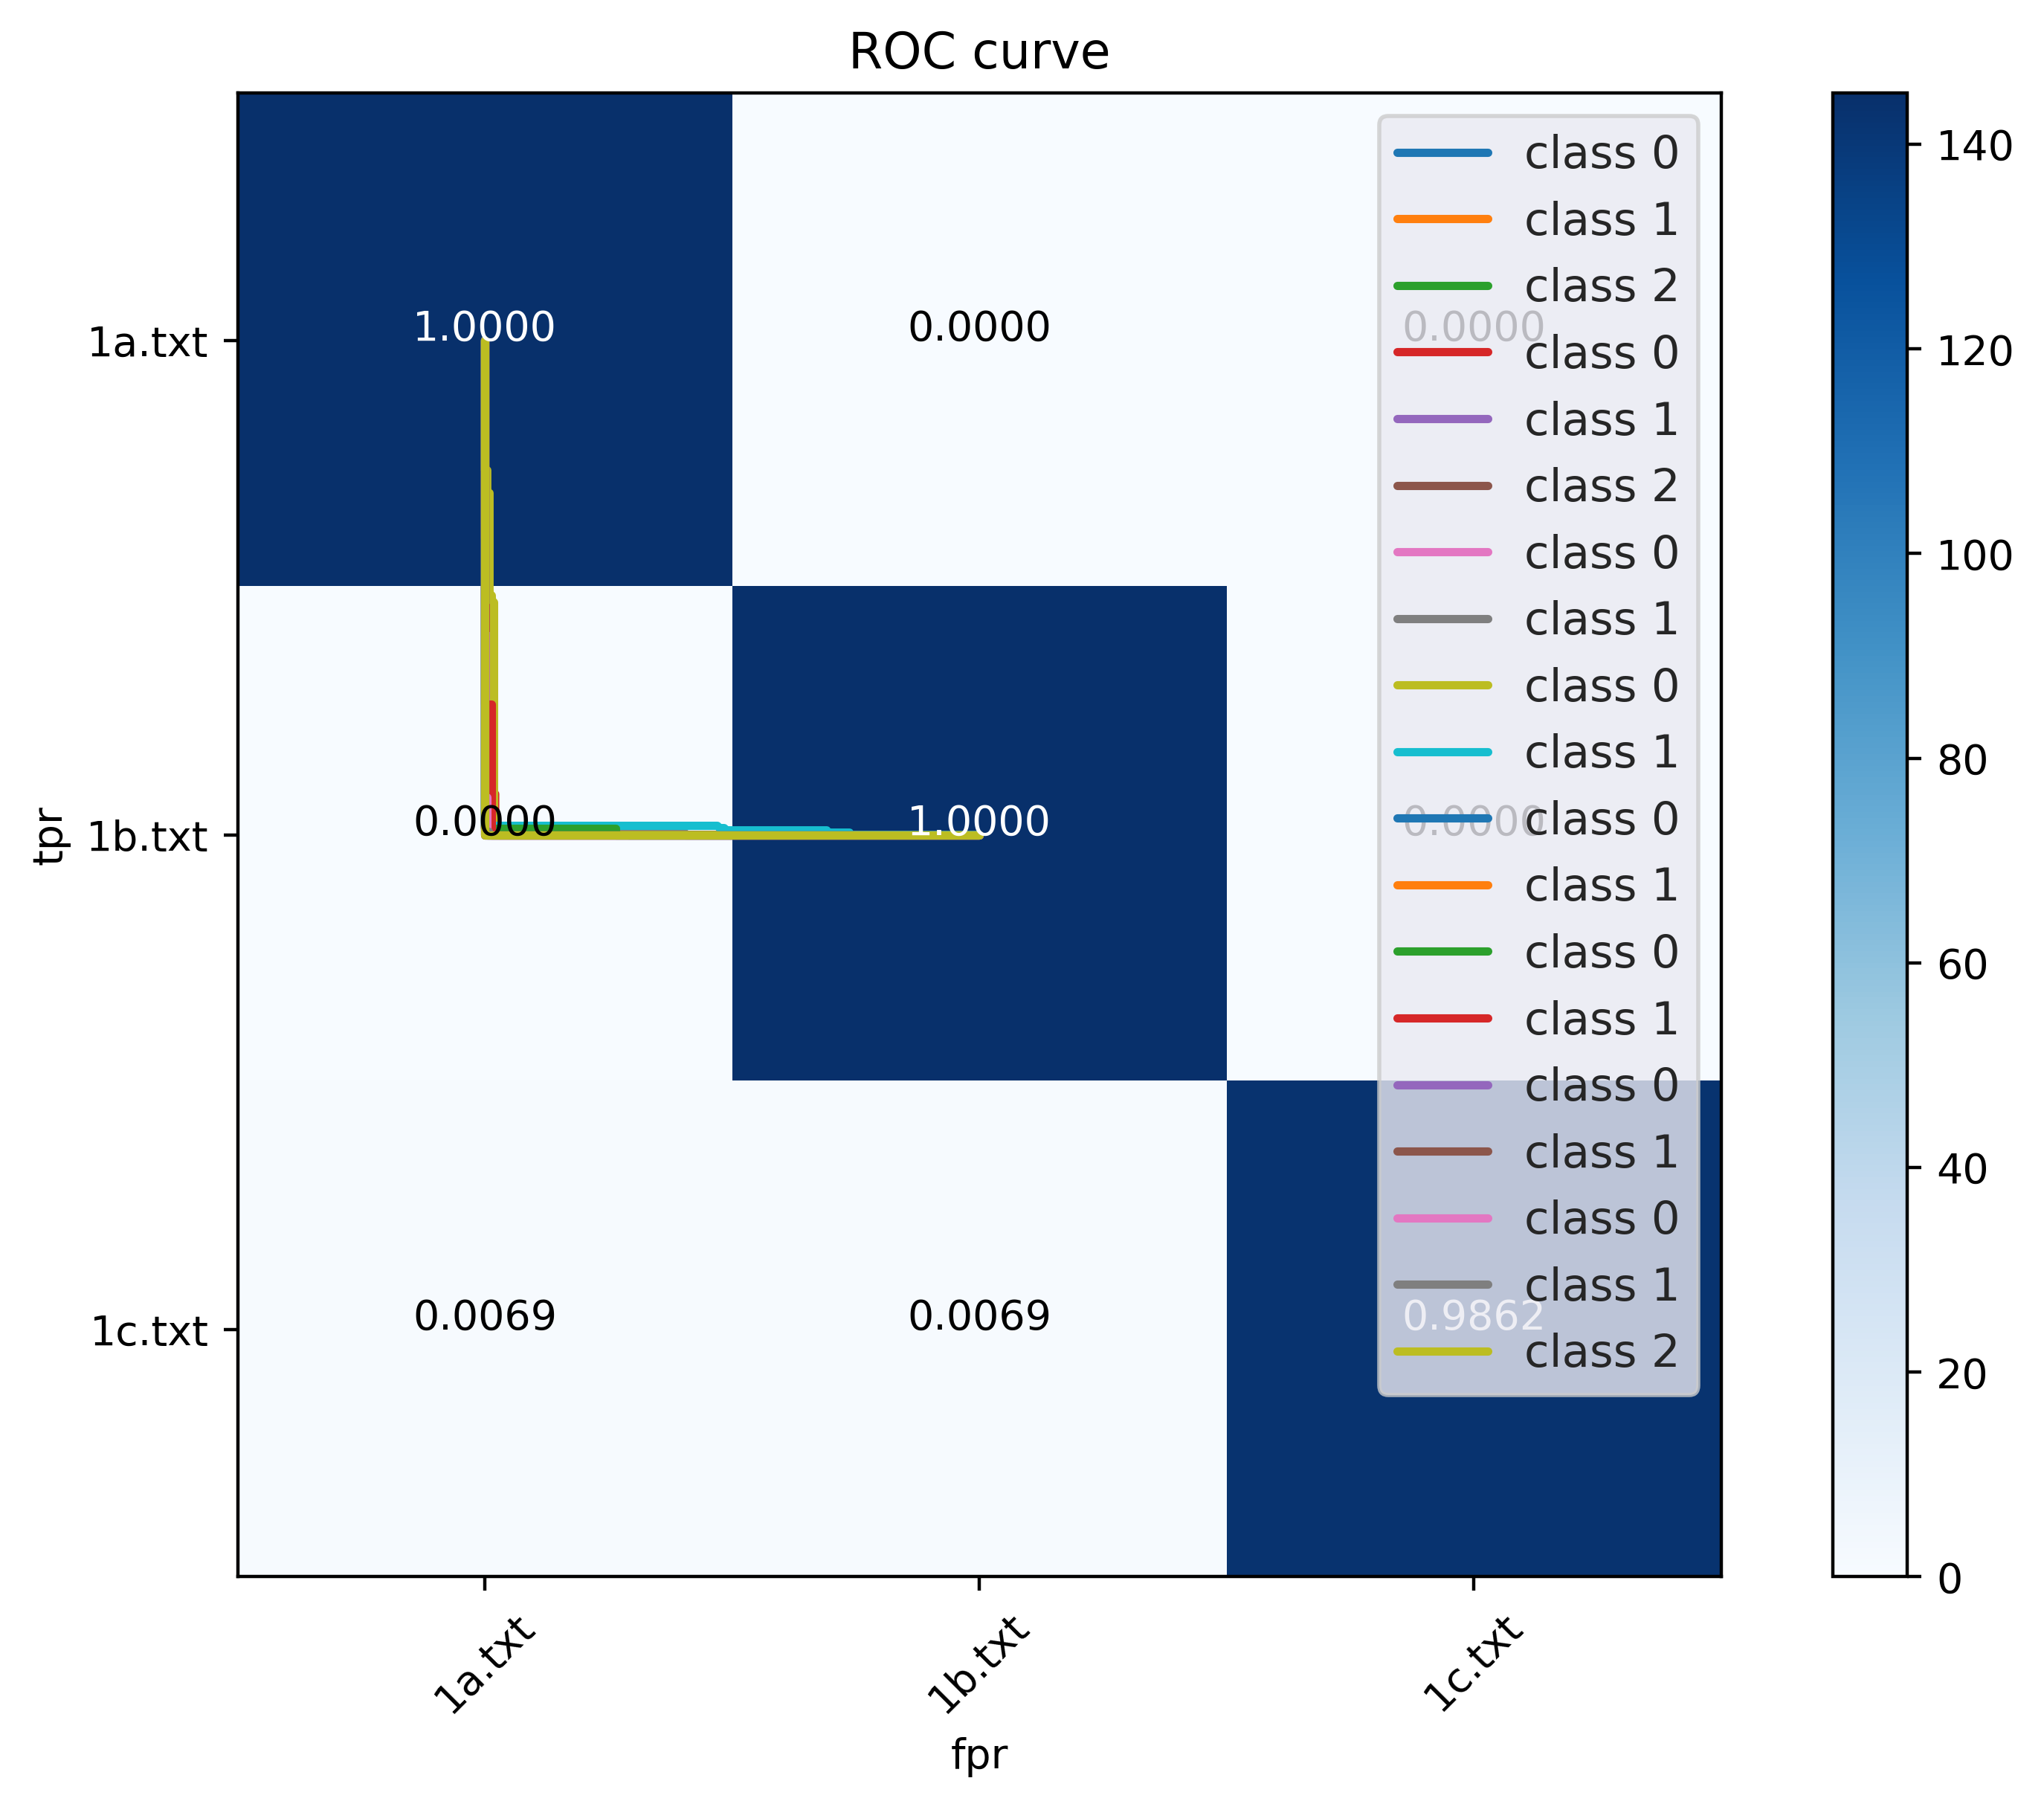 ROC curve
class 0
class 1
class 2
class 0
class 1
class 2
class 0
class 1
class 0
class 1
class 0
class 1
class 0
class 1
class 0
class 1
class 0
class 1
class 2
1.0000 0.0000 0.0000
0.0000 1.0000 0.0000
0.0069 0.0069 0.9862
1a.txt
1b.txt
1c.txt
tpr
1a.txt 1b.txt 1c.txt
fpr
140
120
100
80
60
40
20
0